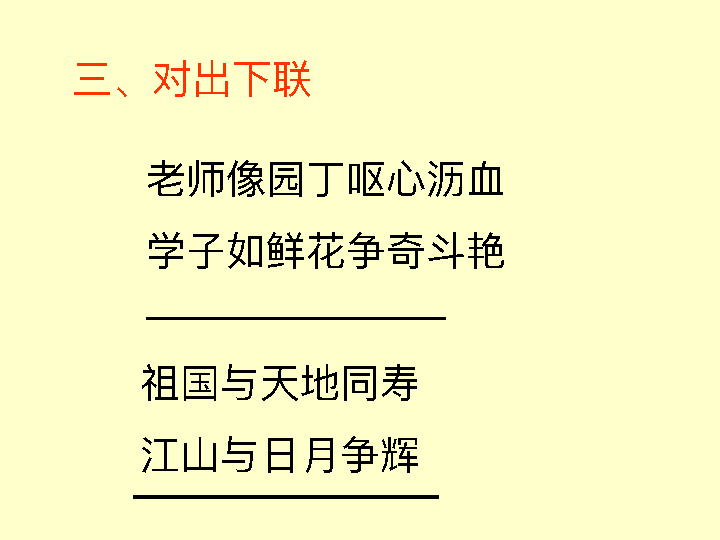 三、对出下联
老师像园丁呕心沥血
学子如鲜花争奇斗艳
祖国与天地同寿
江山与日月争辉